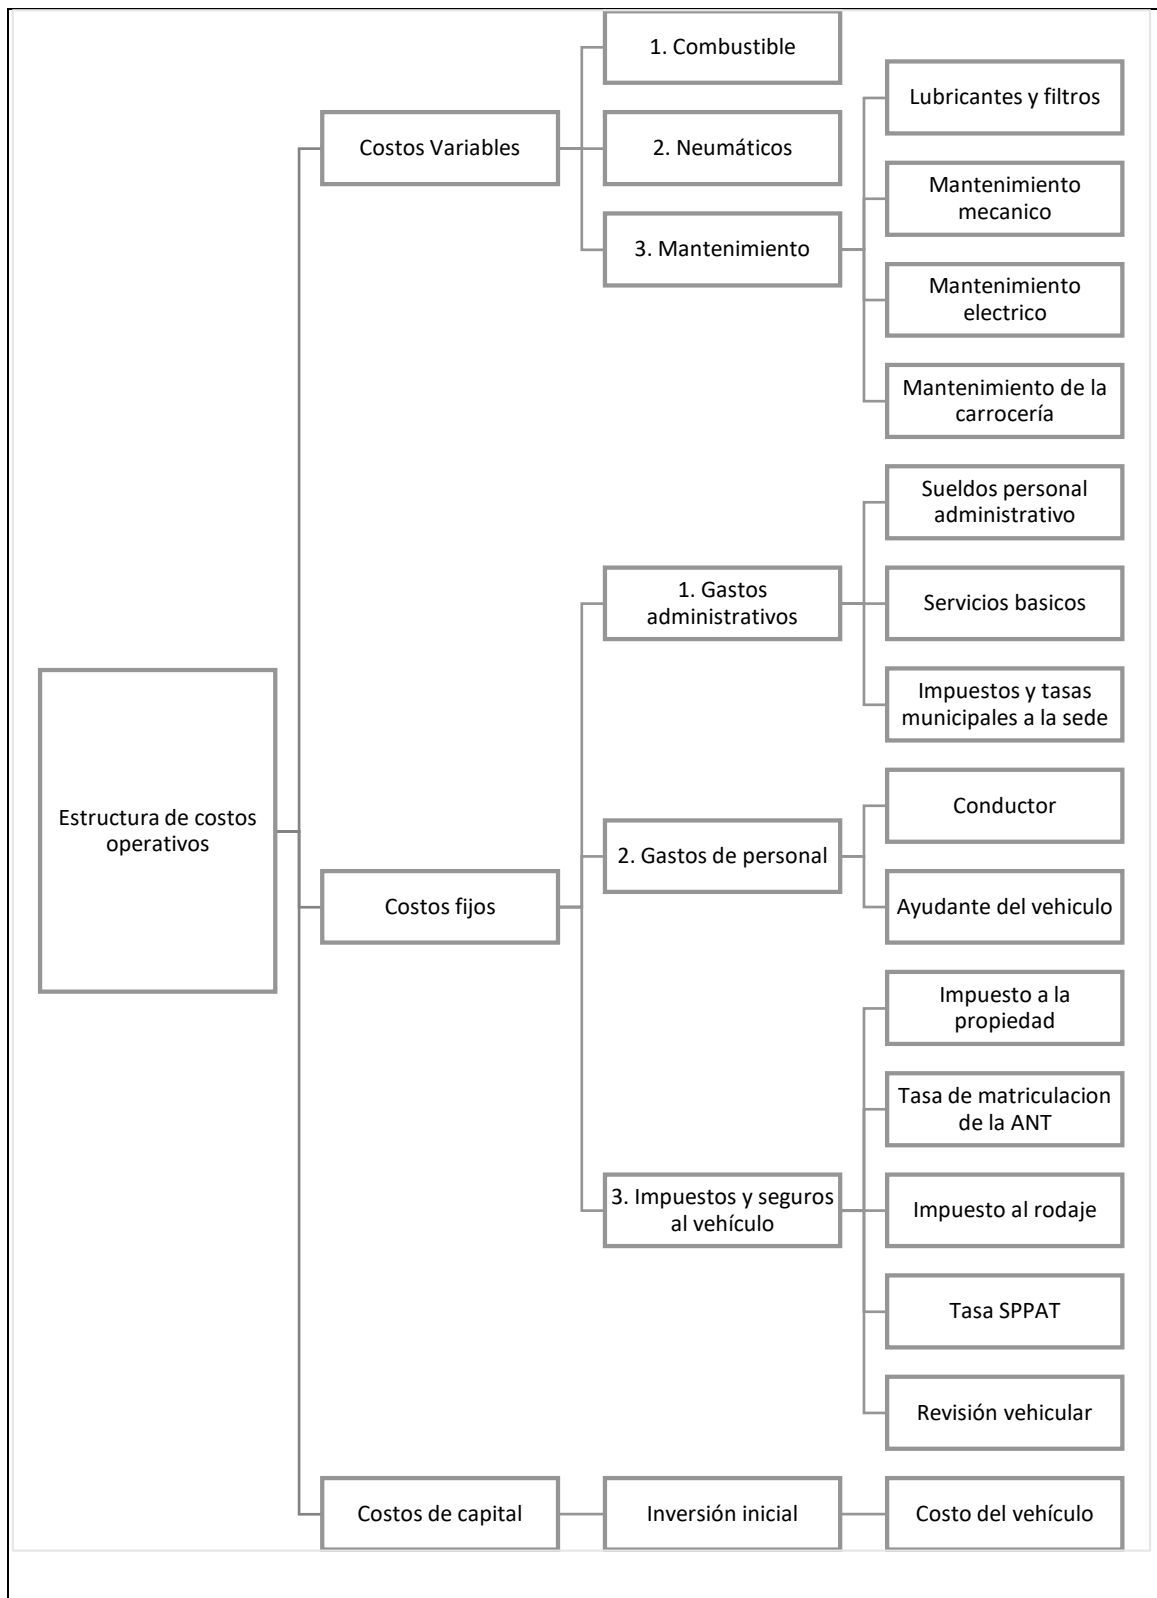 1. Combustible
Lubricantes y filtros
Costos Variables
2. Neumáticos
Mantenimiento
mecanico
3. Mantenimiento
Mantenimiento
electrico
Mantenimiento de la
carrocería
Sueldos personal
administrativo
1. Gastos
administrativos
Servicios basicos
Impuestos y tasas
municipales a la sede
Estructura de costos
operativos
Conductor
2. Gastos de personal
Costos fijos
Ayudante del vehiculo
Impuesto a la
propiedad
Tasa de matriculacion
de la ANT
3. Impuestos y seguros
al vehículo
Impuesto al rodaje
Tasa SPPAT
Revisión vehicular
Costos de capital
Inversión inicial
Costo del vehículo